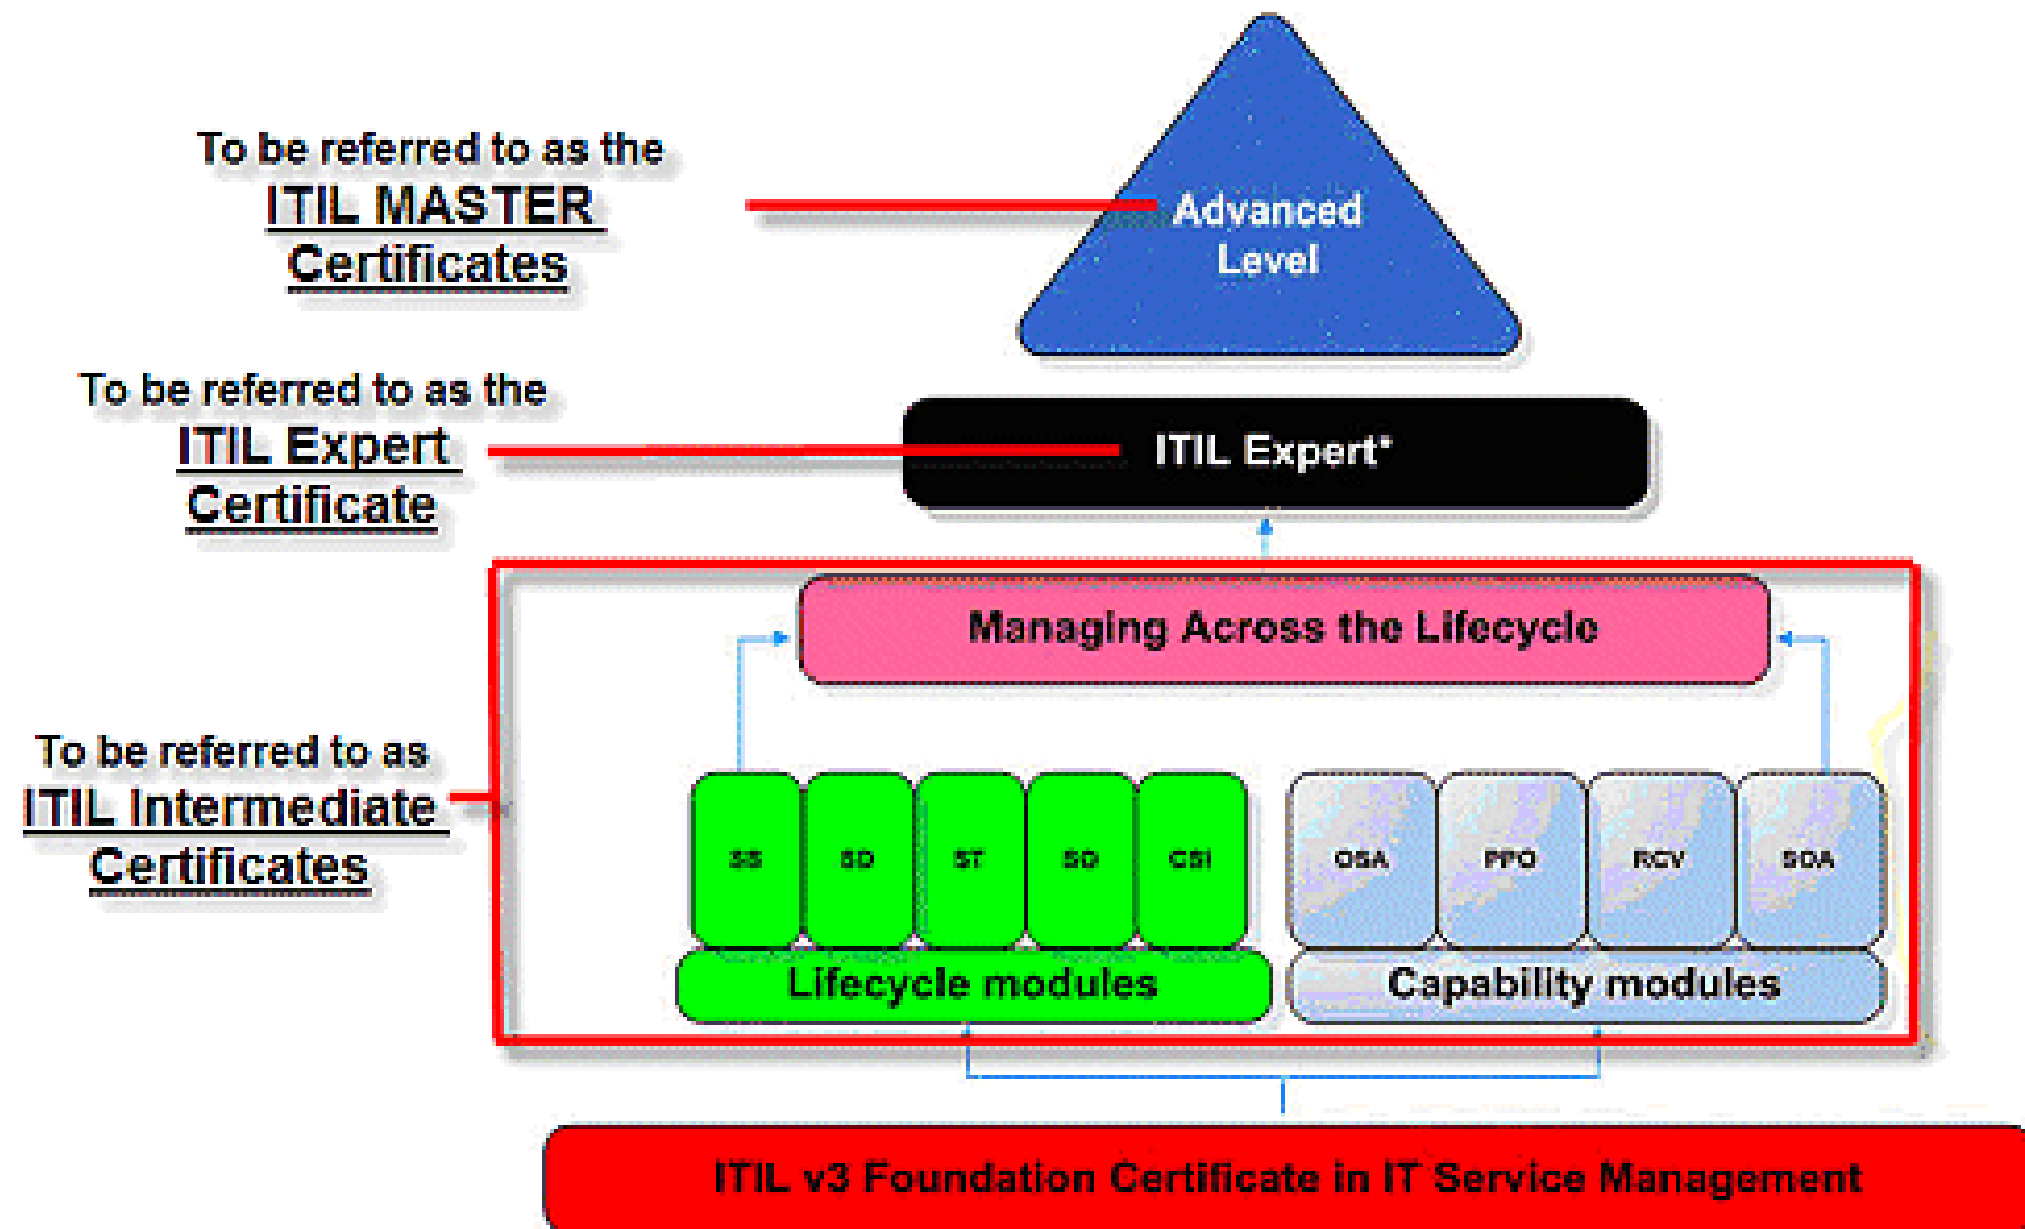 To be referred to as the
ITIL MASTER
Certificates
Advanced
Level
To be referred to as the
ITIL Expert
Certificate
ITIL Expert*
Managing Across the Lifecycle
To be referred to as
ITIL Intermediate
Certificates
SS SD ST SO CSI
Lifecycle modules
OSA PPO RCV SOA
Capability modules
ITIL v3 Foundation Certificate in IT Service Management